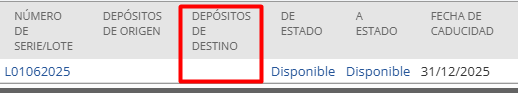 NÚMERO DE SERIE/LOTE
DEPÓSITOS DE ORIGEN
DEPÓSITOS DE DESTINO
DE ESTADO
A ESTADO
FECHA DE CADUCIDAD
L01062025
Disponible
Disponible
31/12/2025